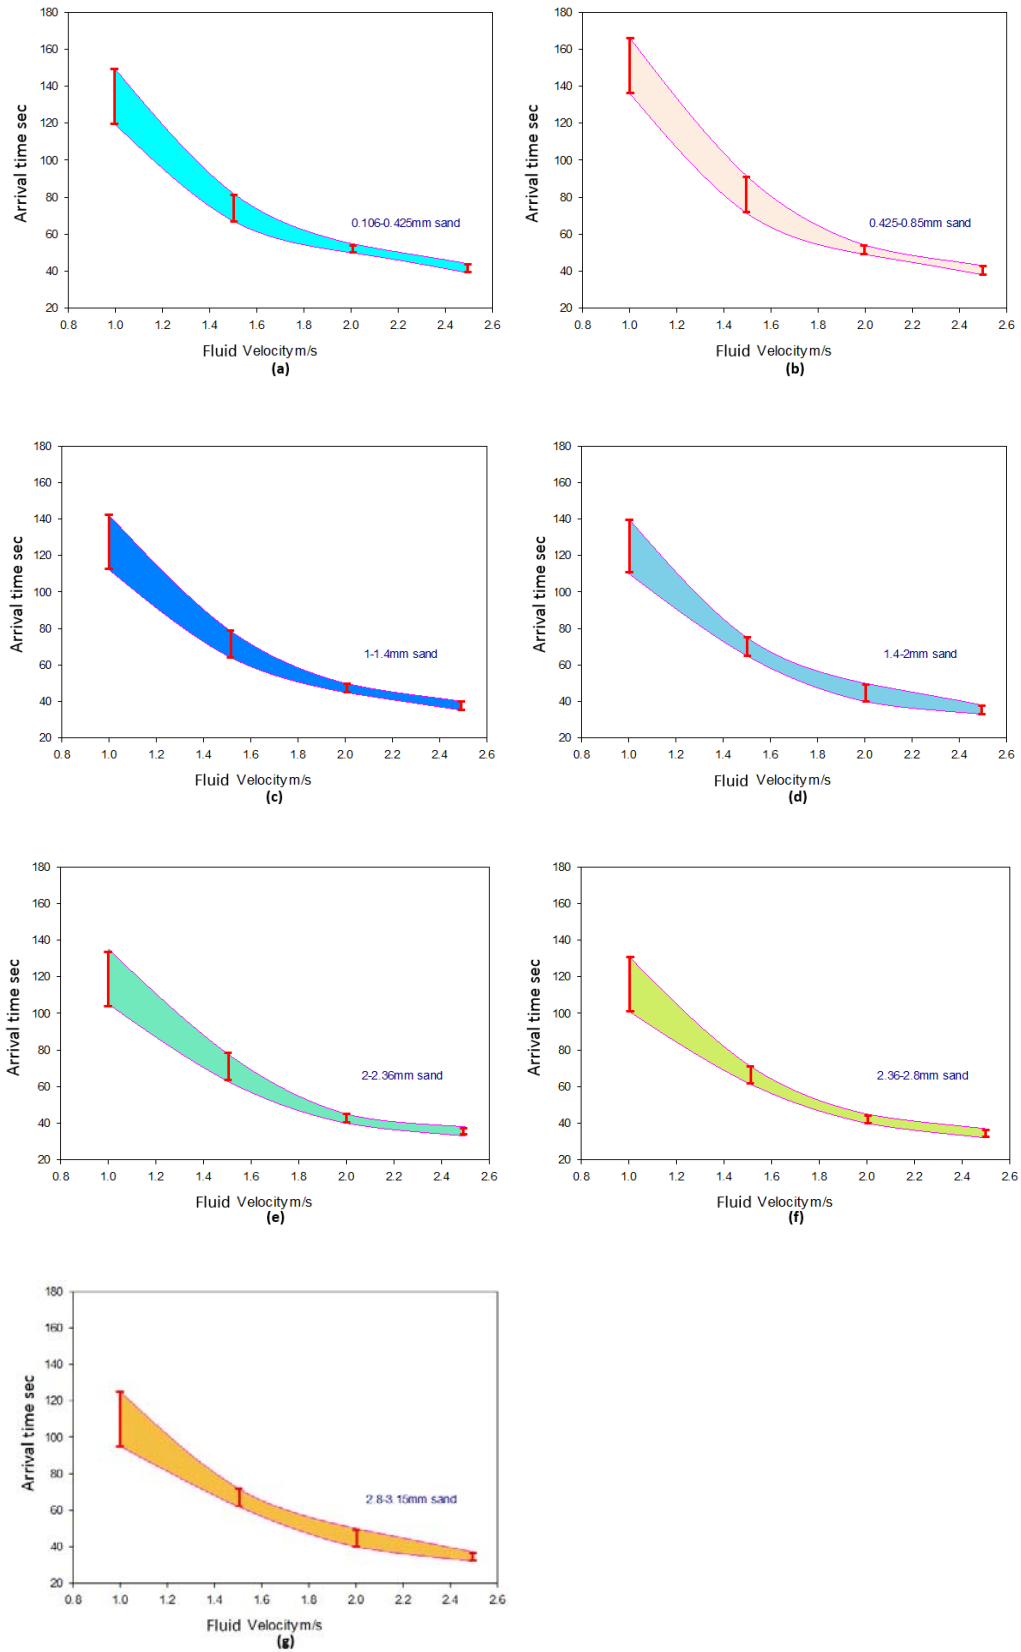 180
160
140
120
100
80
60
40
20
Arrival time sec
0.106-0.425mm sand
0.8 1.0 1.2 1.4 1.6 1.8 2.0 2.2 2.4 2.6
Fluid Velocity m/s
(a)
180
160
140
120
100
80
60
40
20
Arrival time sec
0.425-0.85mm sand
0.8 1.0 1.2 1.4 1.6 1.8 2.0 2.2 2.4 2.6
Fluid Velocity m/s
(b)
180
160
140
120
100
80
60
40
20
Arrival time sec
1-1.4mm sand
0.8 1.0 1.2 1.4 1.6 1.8 2.0 2.2 2.4 2.6
Fluid Velocity m/s
(c)
180
160
140
120
100
80
60
40
20
Arrival time sec
1.4-2mm sand
0.8 1.0 1.2 1.4 1.6 1.8 2.0 2.2 2.4 2.6
Fluid Velocity m/s
(d)
180
160
140
120
100
80
60
40
20
Arrival time sec
2-2.36mm sand
0.8 1.0 1.2 1.4 1.6 1.8 2.0 2.2 2.4 2.6
Fluid Velocity m/s
(e)
180
160
140
120
100
80
60
40
20
Arrival time sec
2.36-2.8mm sand
0.8 1.0 1.2 1.4 1.6 1.8 2.0 2.2 2.4 2.6
Fluid Velocity m/s
(f)
180
160
140
120
100
80
60
40
20
Arrival time sec
2.8-3.15mm sand
0.8 1.0 1.2 1.4 1.6 1.8 2.0 2.2 2.4 2.6
Fluid Velocity m/s
(g)